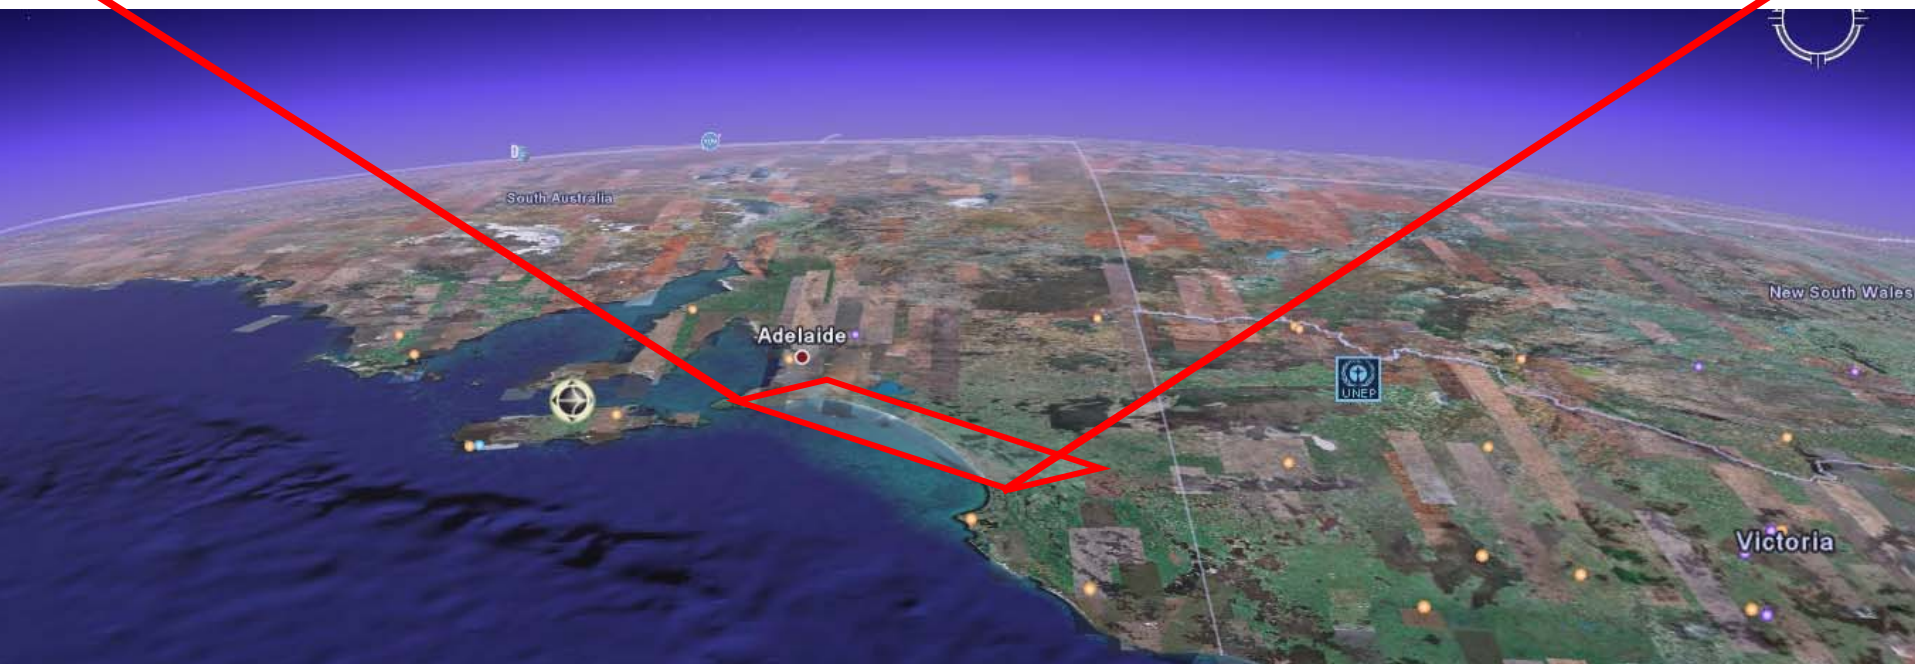 South Australia
New South Wales
Adelaide
UNEP
Victoria